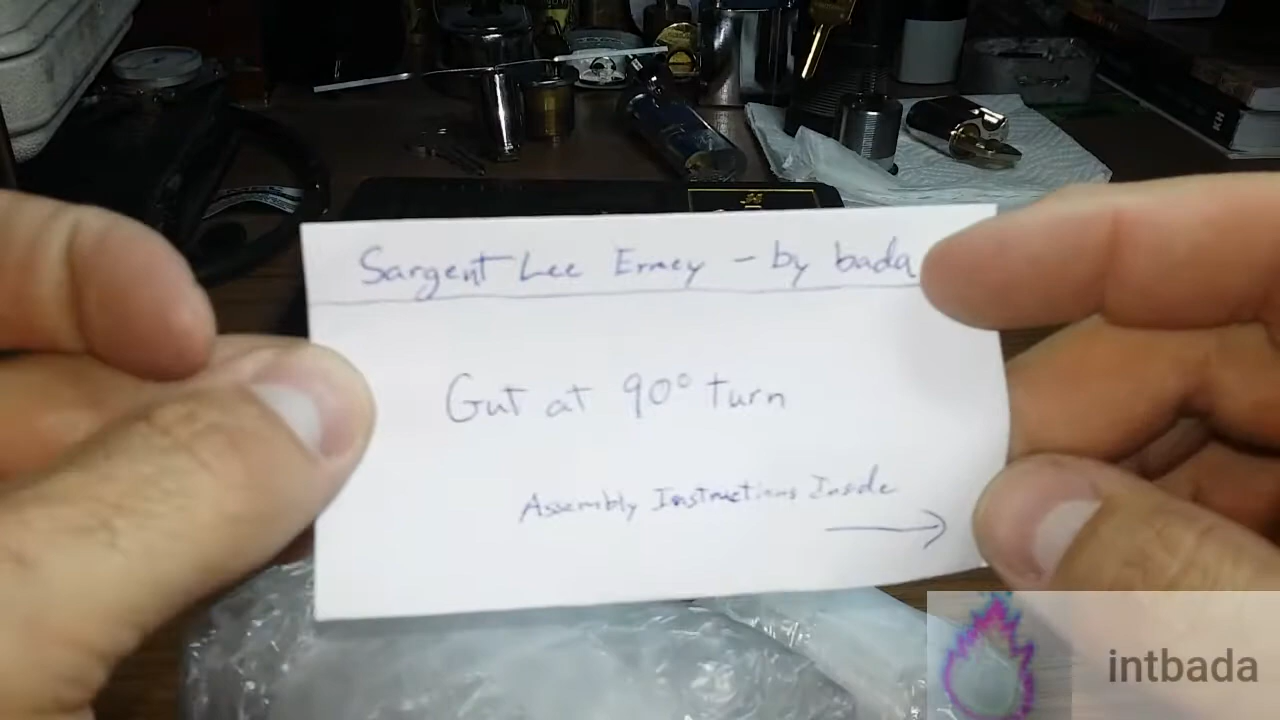 Sargent Lee Ermey - by bada
Gut at 90° turn
Assembly Instructions Inside
intbada